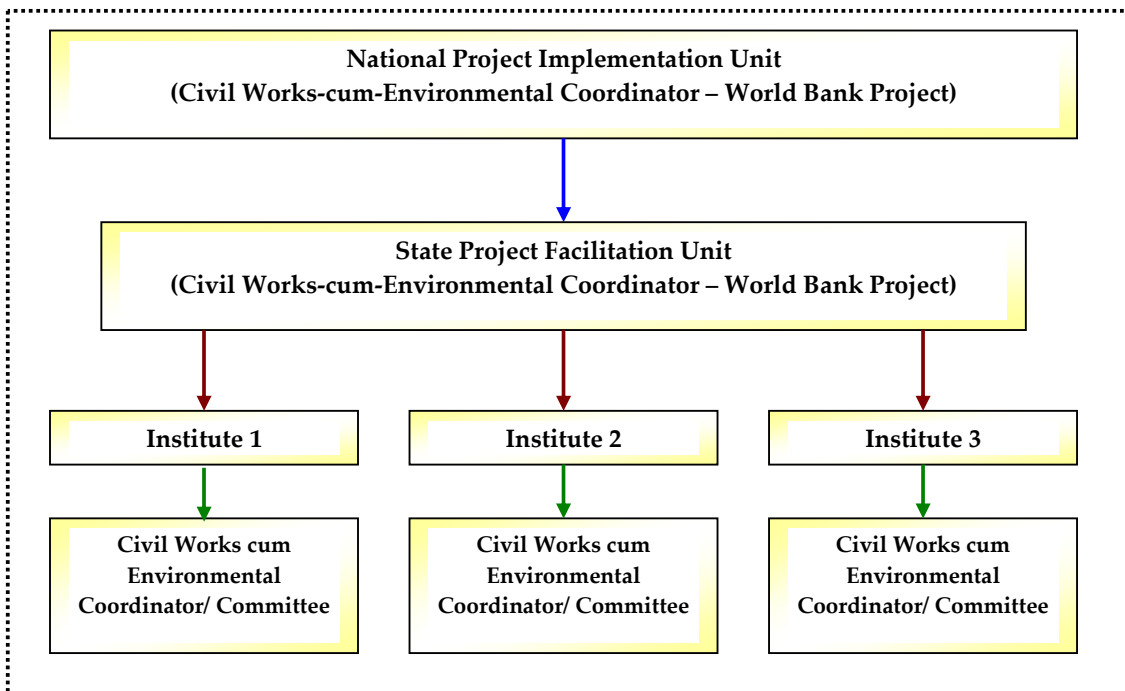 National Project Implementation Unit
(Civil Works-cum-Environmental Coordinator – World Bank Project)
State Project Facilitation Unit
(Civil Works-cum-Environmental Coordinator – World Bank Project)
Institute 1
Institute 2
Institute 3
Civil Works cum
Environmental
Coordinator/ Committee
Civil Works cum
Environmental
Coordinator/ Committee
Civil Works cum
Environmental
Coordinator/ Committee